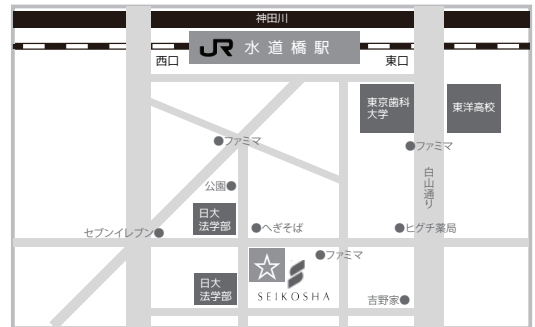 神田川
JR 水道橋駅
西口
東口
東京歯科
大学
東洋高校
ファミマ
ファミマ
白山通り
公園
日大
法学部
セブンイレブン
へぎそば
ヒグチ薬局
ファミマ
日大
法学部
SEIKOSHA
吉野家